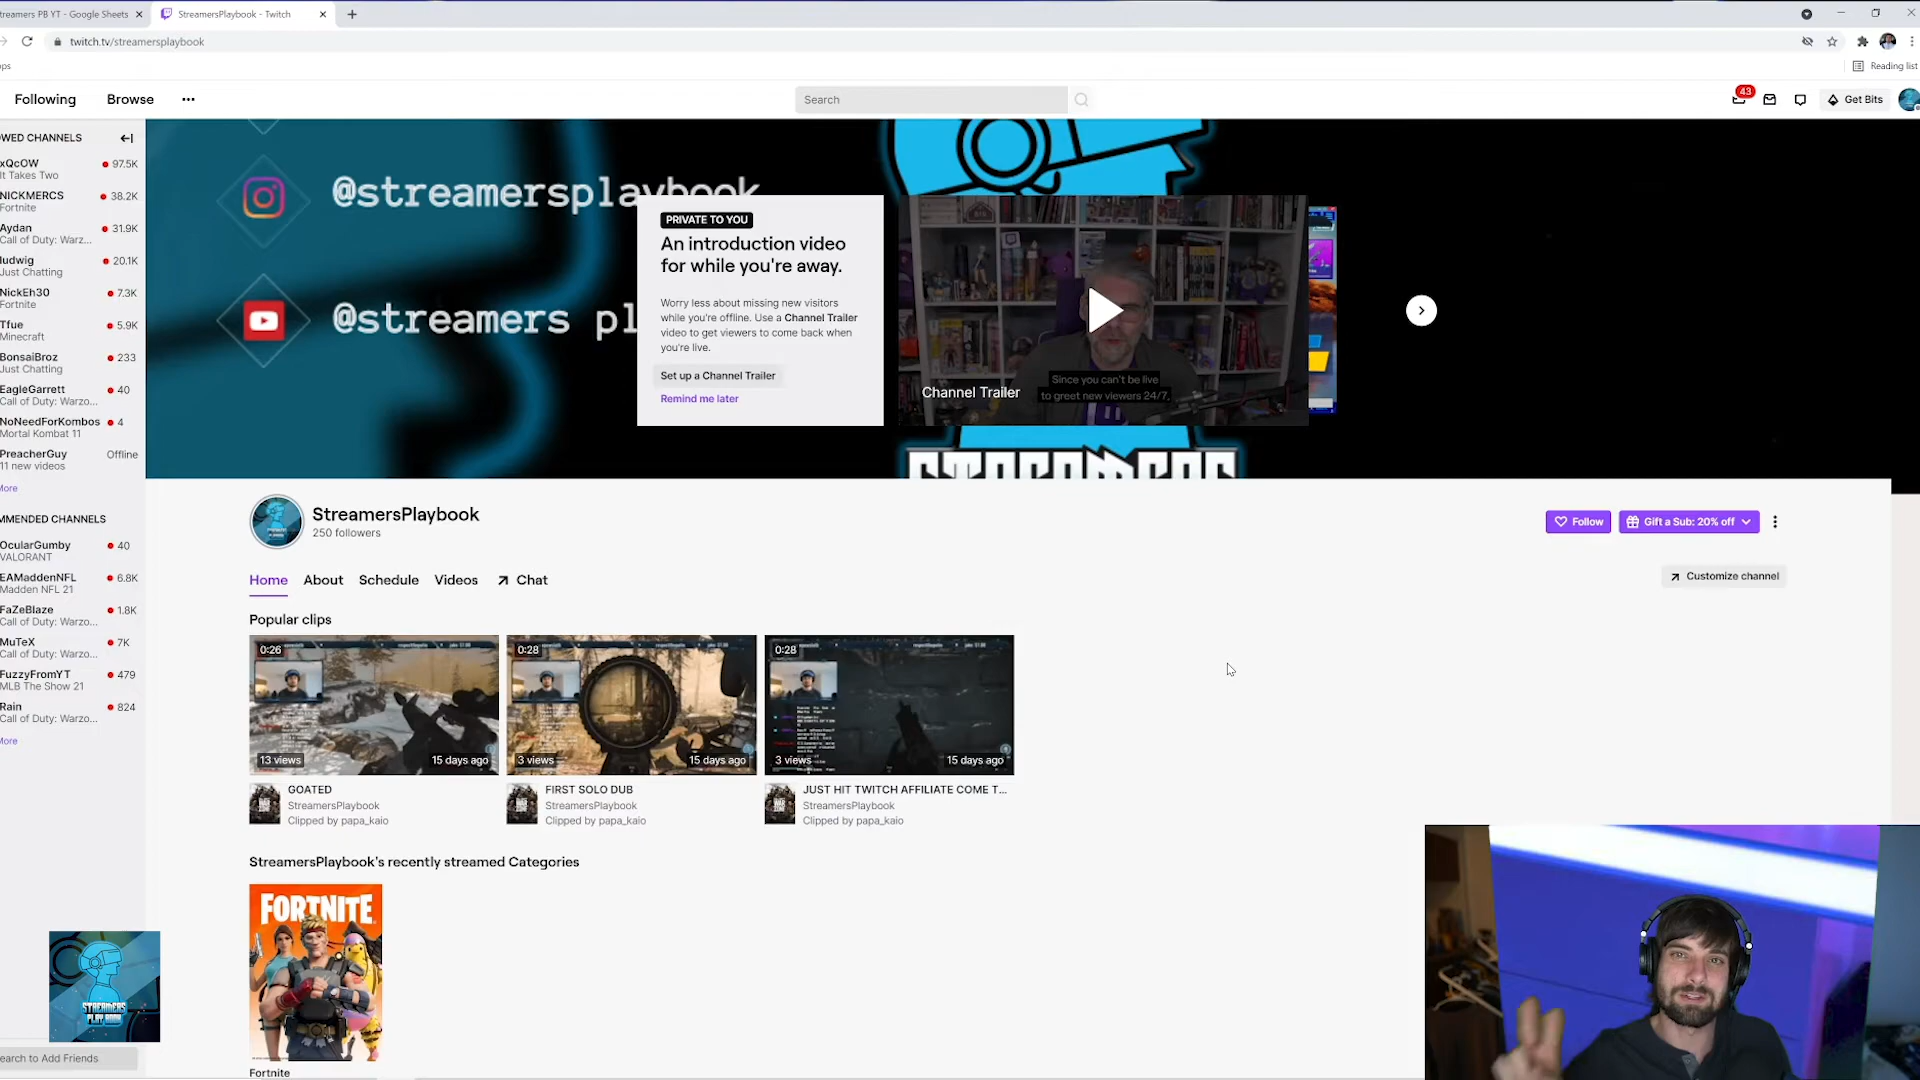 treamers PB YT - Google Sheets
StreamersPlaybook - Twitch
twitch.tv/streamersplaybook
ops
Reading list
Following
Browse
Search
43
Get Bits
OWED CHANNELS
xQcOW
97.5K
It Takes Two
NICKMERCS
38.2K
Fortnite
Aydan
31.9K
Call of Duty: Warz...
ludwig
20.1K
Just Chatting
NickEh30
7.3K
Fortnite
Tfue
5.9K
Minecraft
BonsaiBroz
233
Just Chatting
EagleGarrett
40
Call of Duty: Warzo...
NoNeedForKombos
4
Mortal Kombat 11
PreacherGuy
Offline
11 new videos
More
MMENDED CHANNELS
OcularGumby
40
VALORANT
EAMaddenNFL
6.8K
Madden NFL 21
FaZeBlaze
1.8K
Call of Duty: Warzo...
MuTeX
7K
Call of Duty: Warzo...
FuzzyFromYT
479
MLB The Show 21
Rain
824
Call of Duty: Warzo...
More
earch to Add Friends
@streamersplaybook
@streamers pl
PRIVATE TO YOU
An introduction video
for while you're away.
Worry less about missing new visitors
while you're offline. Use a Channel Trailer
video to get viewers to come back when
you're live.
Set up a Channel Trailer
Remind me later
Channel Trailer
Since you can't be live
to greet new viewers 24/7,
STREAMERS
StreamersPlaybook
250 followers
Follow
Gift a Sub: 20% off
Home
About
Schedule
Videos
Chat
Customize channel
Popular clips
0:26
13 views
15 days ago
GOATED
StreamersPlaybook
Clipped by papa_kaio
0:28
3 views
15 days ago
FIRST SOLO DUB
StreamersPlaybook
Clipped by papa_kaio
0:28
3 views
15 days ago
JUST HIT TWITCH AFFILIATE COME T...
StreamersPlaybook
Clipped by papa_kaio
StreamersPlaybook's recently streamed Categories
FORTNITE
Fortnite
STREAMERS
PLAY BOOK